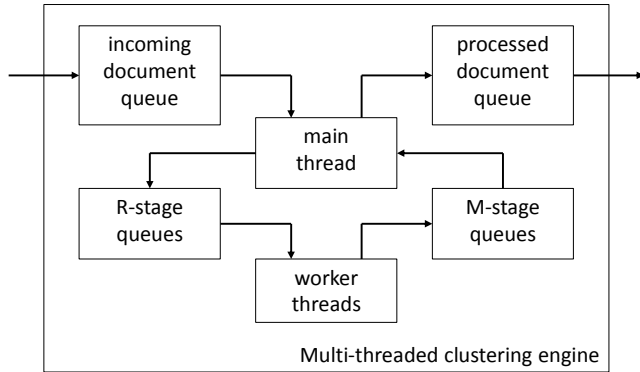 incoming
document
queue
processed
document
queue
main
thread
R-stage
queues
M-stage
queues
worker
threads
Multi-threaded clustering engine